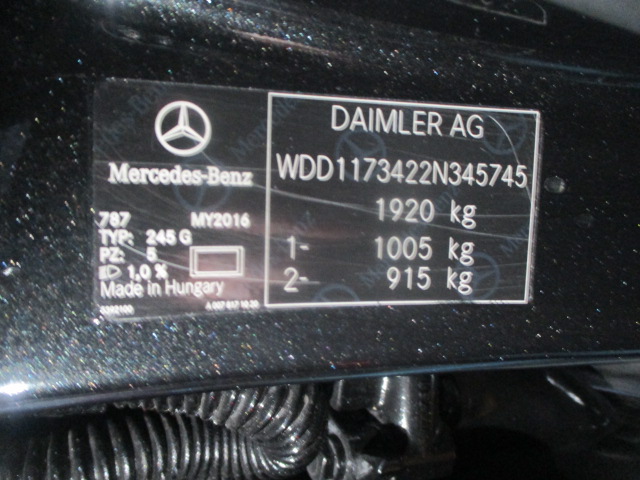 Mercedes-Benz
787 MY2016
TYP: 245 G
PZ: 5
1,0 %
Made in Hungary
DAIMLER AG
WDD1173422N345745
1920 kg
1- 1005 kg
2- 915 kg